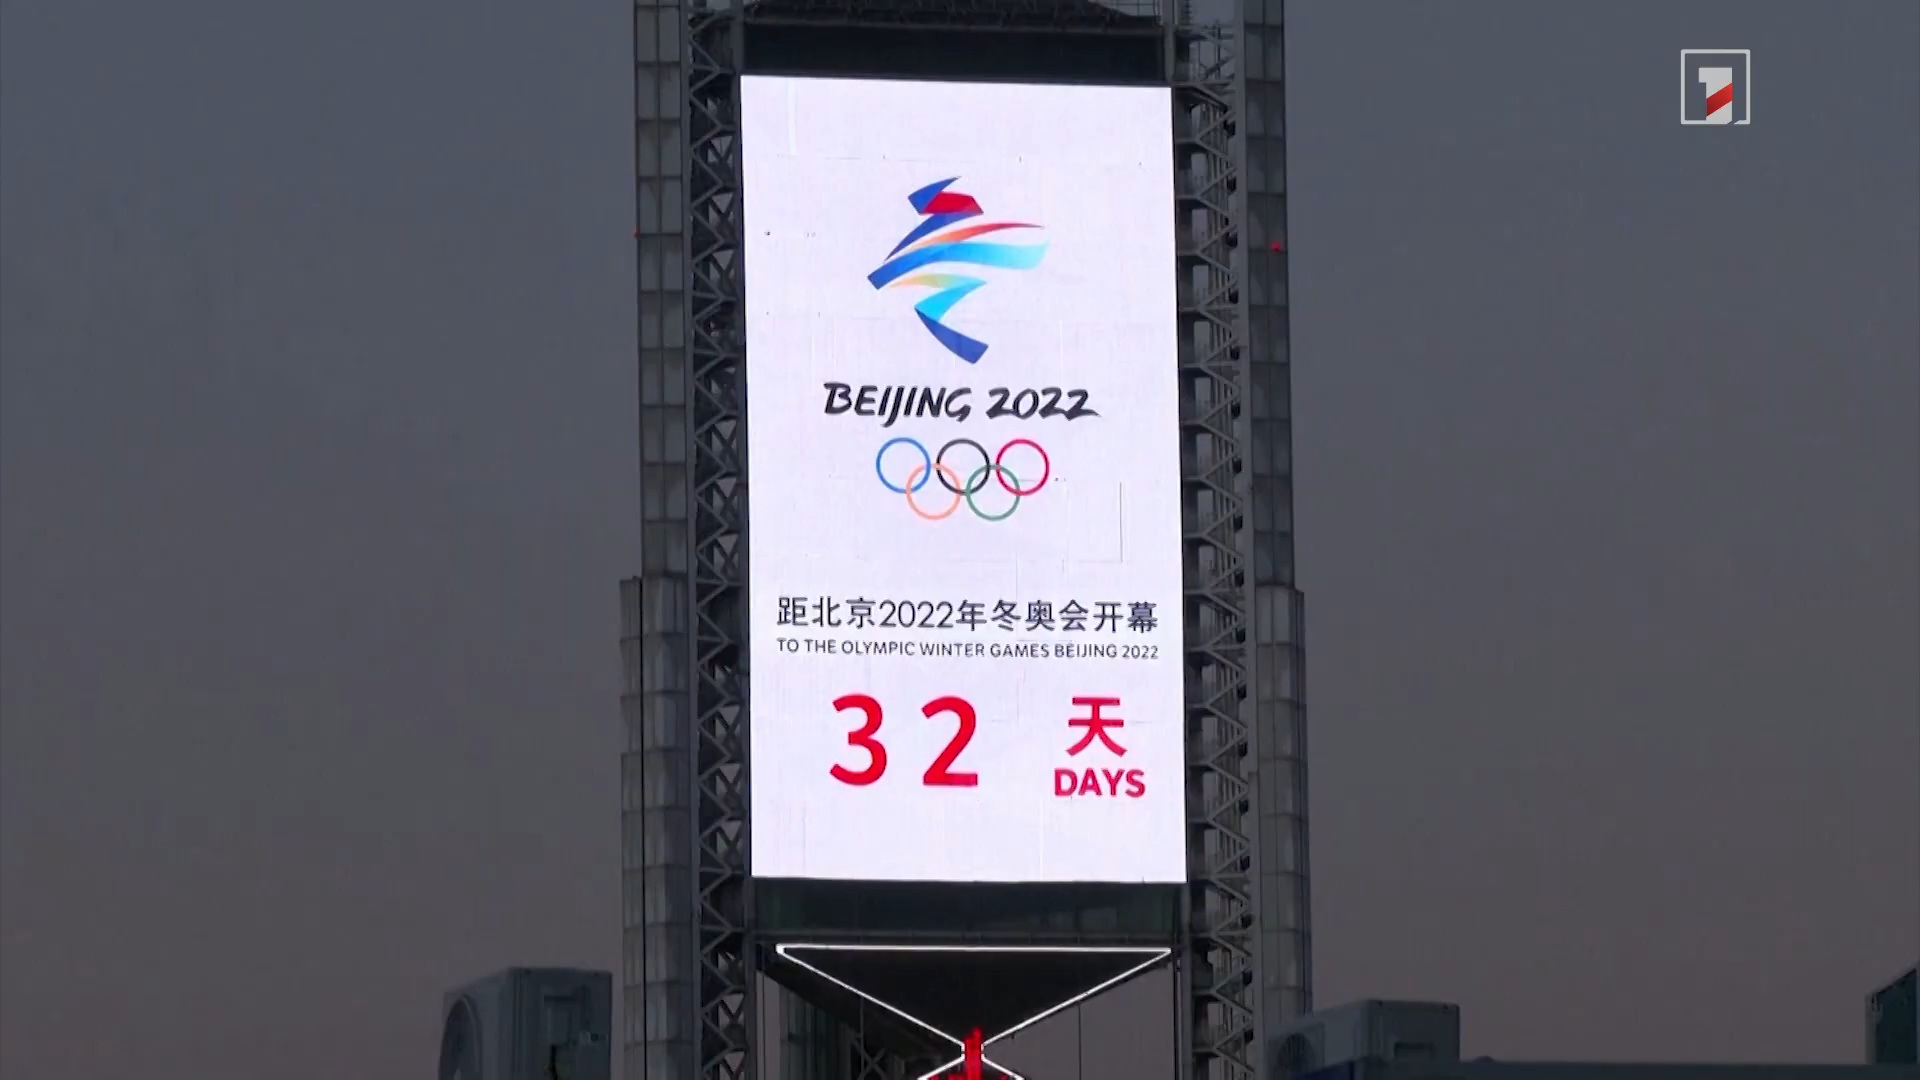 BEIJING 2022
距北京2022年冬奥会开幕
TO THE OLYMPIC WINTER GAMES BEIJING 2022
32 天
DAYS
1